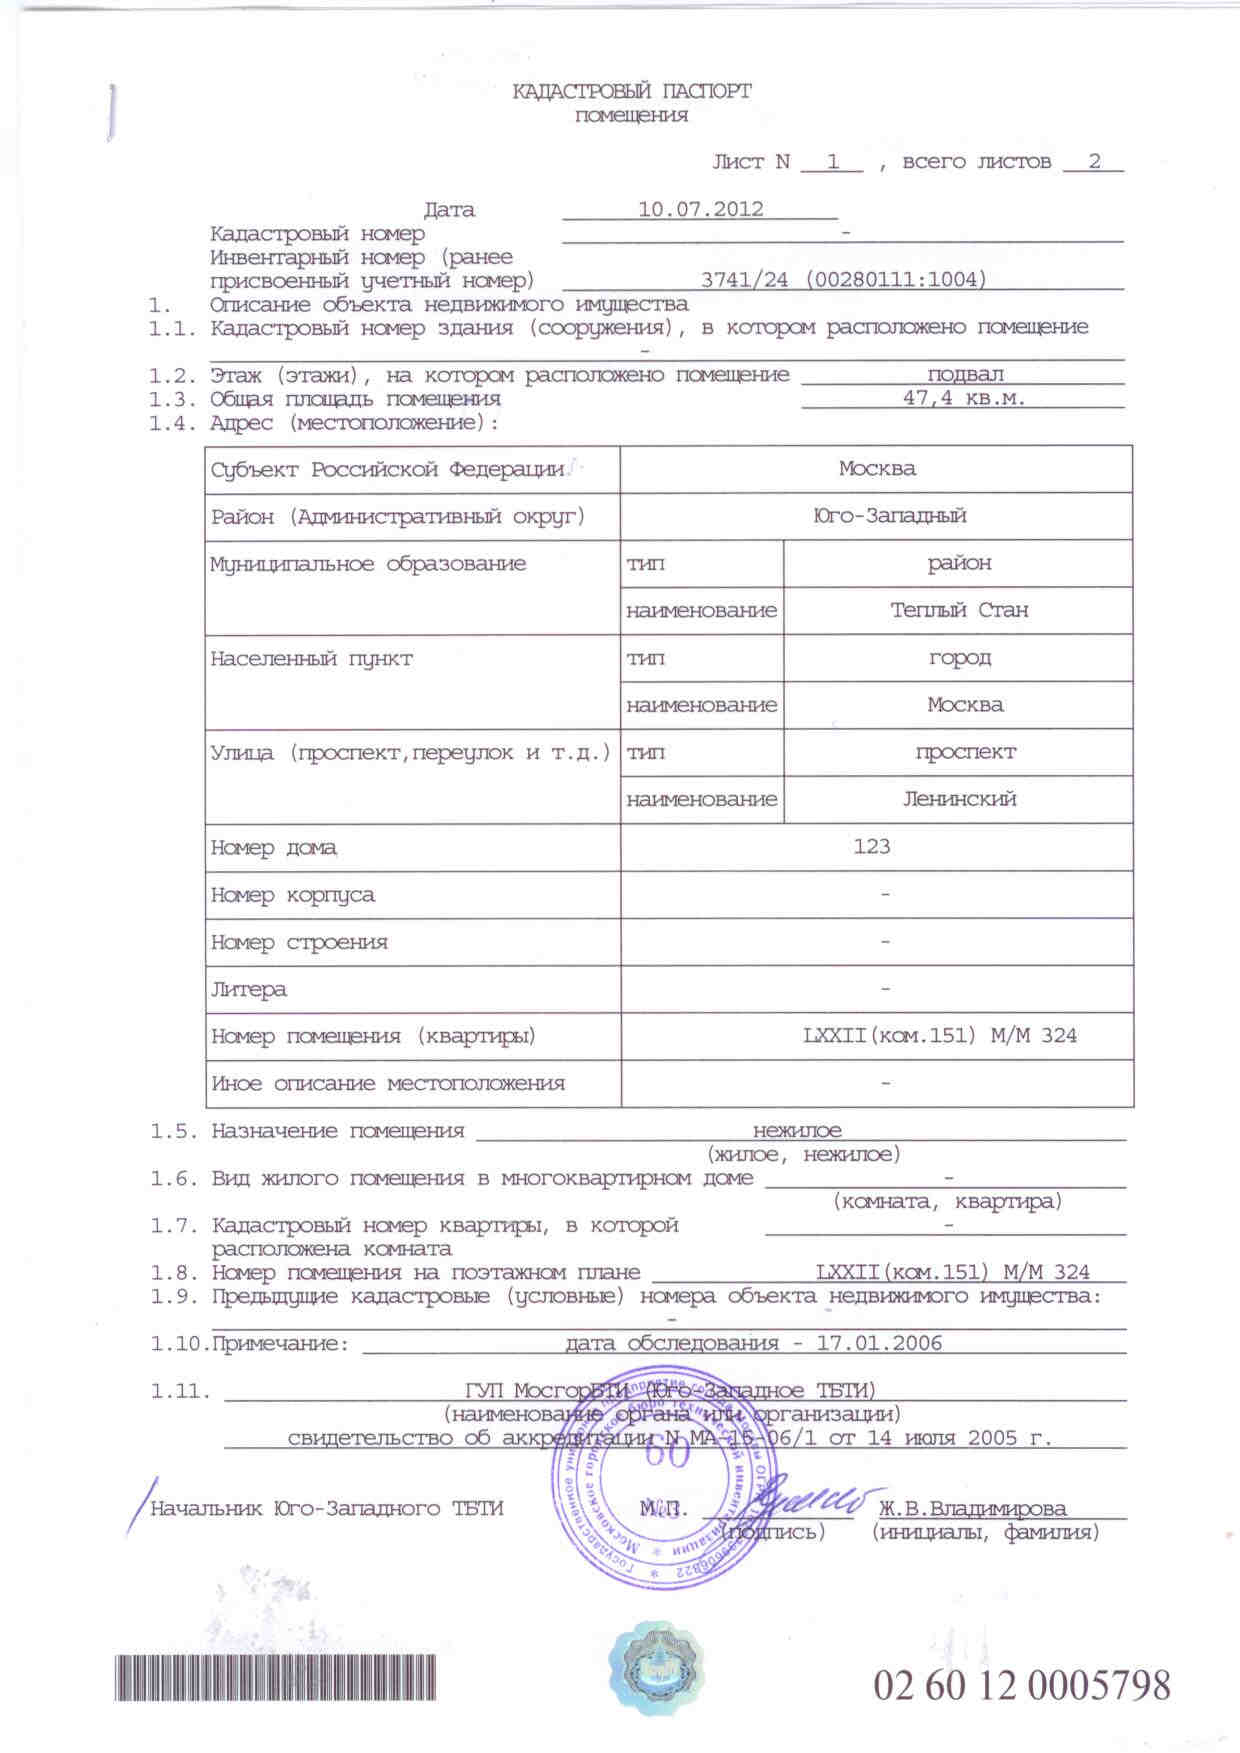 КАДАСТРОВЫЙ ПАСПОРТ
помещения
Лист N 1 , всего листов 2
Дата 10.07.2012
Кадастровый номер -
Инвентарный номер (ранее
присвоенный учетный номер) 3741/24 (00280111:1004)
1. Описание объекта недвижимого имущества
1.1. Кадастровый номер здания (сооружения), в котором расположено помещение
-
1.2. Этаж (этажи), на котором расположено помещение подвал
1.3. Общая площадь помещения 47,4 кв.м.
1.4. Адрес (местоположение):
Субъект Российской Федерации Москва
Район (Административный округ) Юго-Западный
Муниципальное образование тип район
наименование Теплый Стан
Населенный пункт тип город
наименование Москва
Улица (проспект,переулок и т.д.) тип проспект
наименование Ленинский
Номер дома 123
Номер корпуса -
Номер строения -
Литера -
Номер помещения (квартиры) LXXII(ком.151) М/М 324
Иное описание местоположения -
1.5. Назначение помещения нежилое
(жилое, нежилое)
1.6. Вид жилого помещения в многоквартирном доме -
(комната, квартира)
1.7. Кадастровый номер квартиры, в которой -
расположена комната
1.8. Номер помещения на поэтажном плане LXXII(ком.151) М/М 324
1.9. Предыдущие кадастровые (условные) номера объекта недвижимого имущества:
-
1.10.Примечание: дата обследования - 17.01.2006
1.11. ГУП МосгорБТИ (Юго-Западное ТБТИ)
(наименование органа или организации)
свидетельство об аккредитации N МА-16-06/1 от 14 июля 2005 г.
60
Московское городское бюро технической инвентаризации
Начальник Юго-Западного ТБТИ М.П. Ж.В.Владимирова
(подпись) (инициалы, фамилия)
02 60 12 0005798